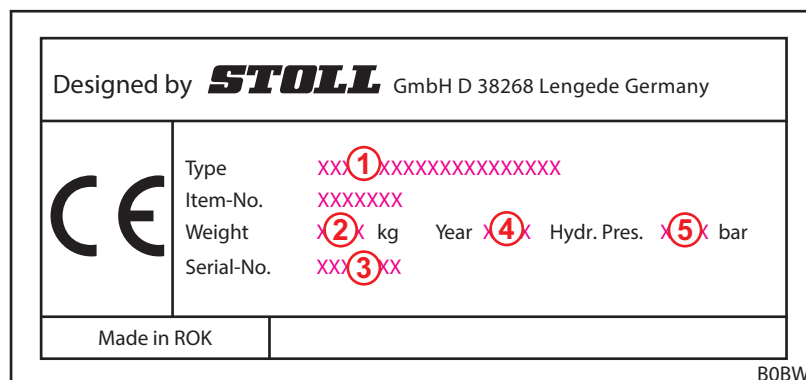 Designed by STOLL GmbH D 38268 Lengede Germany
CE
Type XXX1XXXXXXXXXXXXXXX
Item-No. XXXXXXX
Weight X2X kg Year X4X Hydr. Pres. X5X bar
Serial-No. XXX3XX
Made in ROK
B0BW